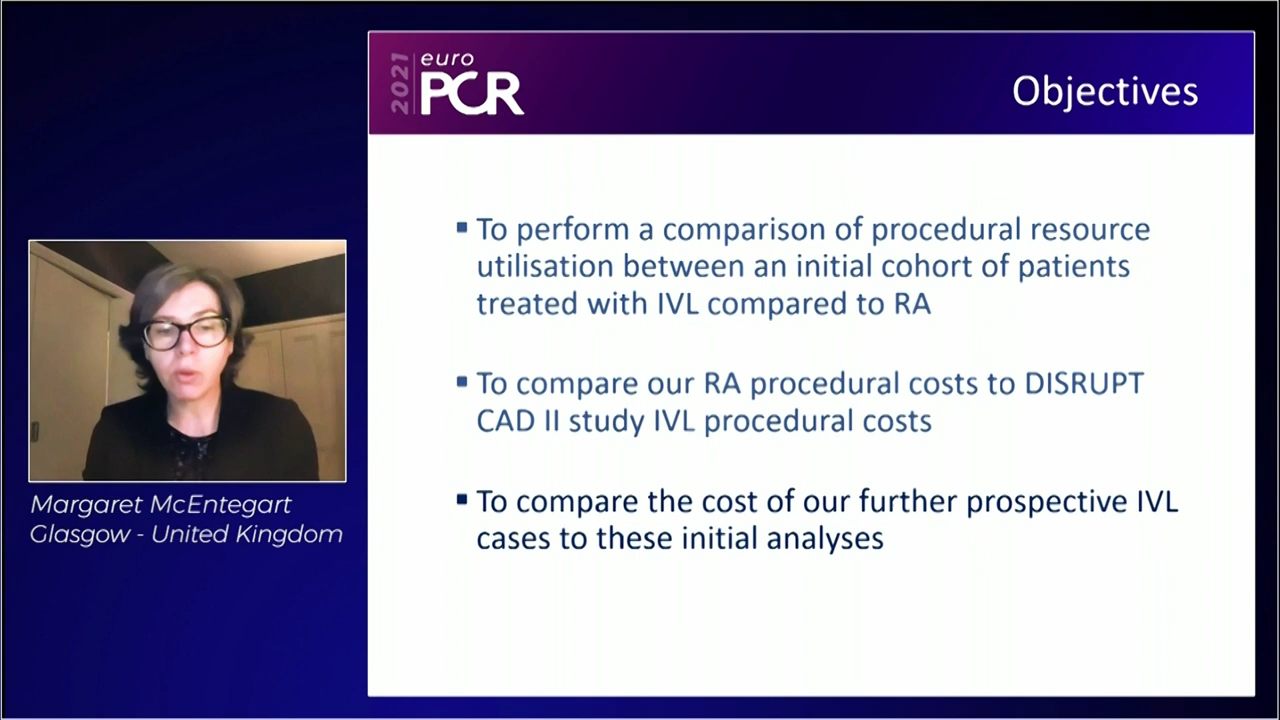 2021
euro
PCR
Objectives
▪ To perform a comparison of procedural resource
utilisation between an initial cohort of patients
treated with IVL compared to RA
▪ To compare our RA procedural costs to DISRUPT
CAD II study IVL procedural costs
▪ To compare the cost of our further prospective IVL
cases to these initial analyses
Margaret McEntegart
Glasgow - United Kingdom